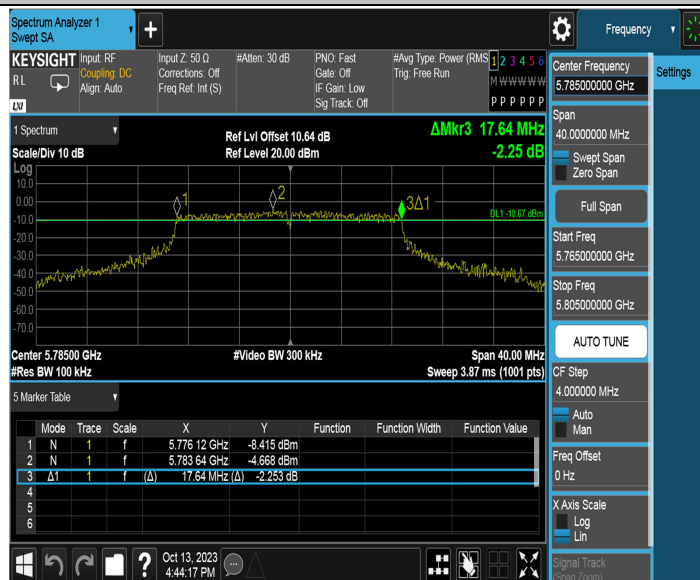 Spectrum Analyzer 1
Swept SA
+
Frequency
KEYSIGHT
RL
LXI
Input: RF
Coupling: DC
Align: Auto
Input Z: 50 Ω
Corrections: Off
Freq Ref: Int (S)
#Atten: 30 dB
PNO: Fast
Gate: Off
IF Gain: Low
Sig Track: Off
#Avg Type: Power (RMS
Trig: Free Run
1 2 3 4 5 6
M W W W W W
P P P P P P
Settings
1 Spectrum
Scale/Div 10 dB
Ref Lvl Offset 10.64 dB
Ref Level 20.00 dBm
ΔMkr3 17.64 MHz
-2.25 dB
Log
10.0
0.00
-10.0
-20.0
-30.0
-40.0
-50.0
-60.0
-70.0
1
2
3Δ1
DL1 -10.67 dBm
Center 5.78500 GHz
#Res BW 100 kHz
#Video BW 300 kHz
Span 40.00 MHz
Sweep 3.87 ms (1001 pts)
5 Marker Table
Mode Trace Scale X Y Function Function Width Function Value
1 N 1 f 5.776 12 GHz -8.415 dBm
2 N 1 f 5.783 64 GHz -4.668 dBm
3 Δ1 1 f (Δ) 17.64 MHz (Δ) -2.253 dB
4
5
6
Center Frequency
5.785000000 GHz
Span
40.0000000 MHz
Swept Span
Zero Span
Full Span
Start Freq
5.765000000 GHz
Stop Freq
5.805000000 GHz
AUTO TUNE
CF Step
4.000000 MHz
Auto
Man
Freq Offset
0 Hz
X Axis Scale
Log
Lin
Signal Track
(Span Zoom)
?
Oct 13, 2023
4:44:17 PM